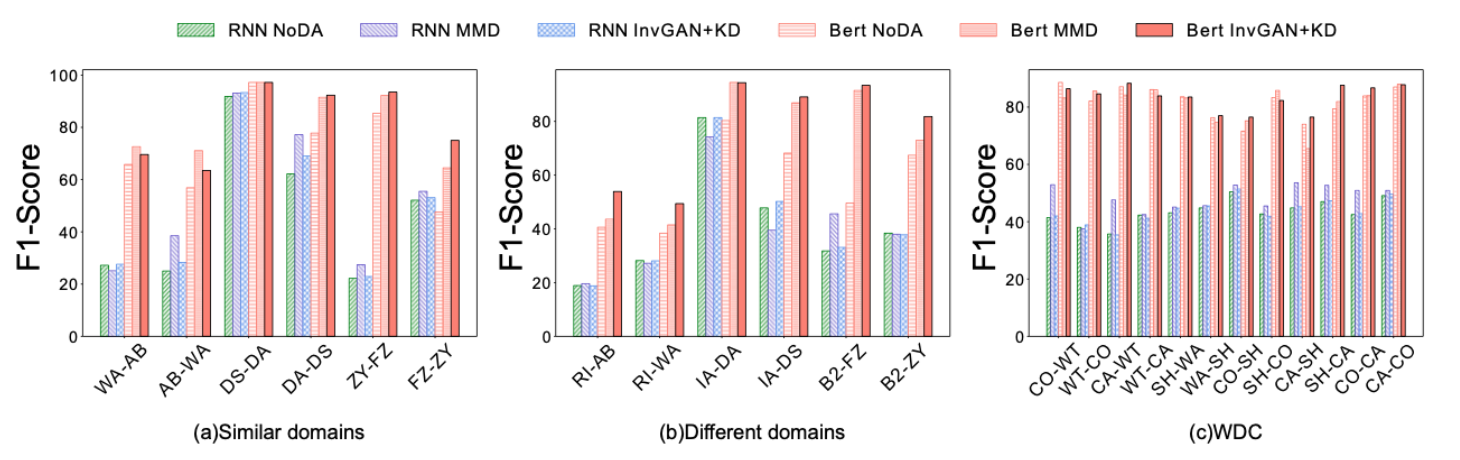 RNN NoDA RNN MMD RNN InvGAN+KD Bert NoDA Bert MMD Bert InvGAN+KD
F1-Score
100
80
60
40
20
0
WA-AB AB-WA DS-DA DA-DS ZY-FZ FZ-ZY
(a)Similar domains
F1-Score
80
60
40
20
0
RI-AB RI-WA IA-DA IA-DS B2-FZ B2-ZY
(b)Different domains
F1-Score
80
60
40
20
0
CO-WT WT-CO CA-WT WT-CA SH-WA WA-SH CO-SH SH-CO CA-SH SH-CA CO-CA CA-CO
(c)WDC